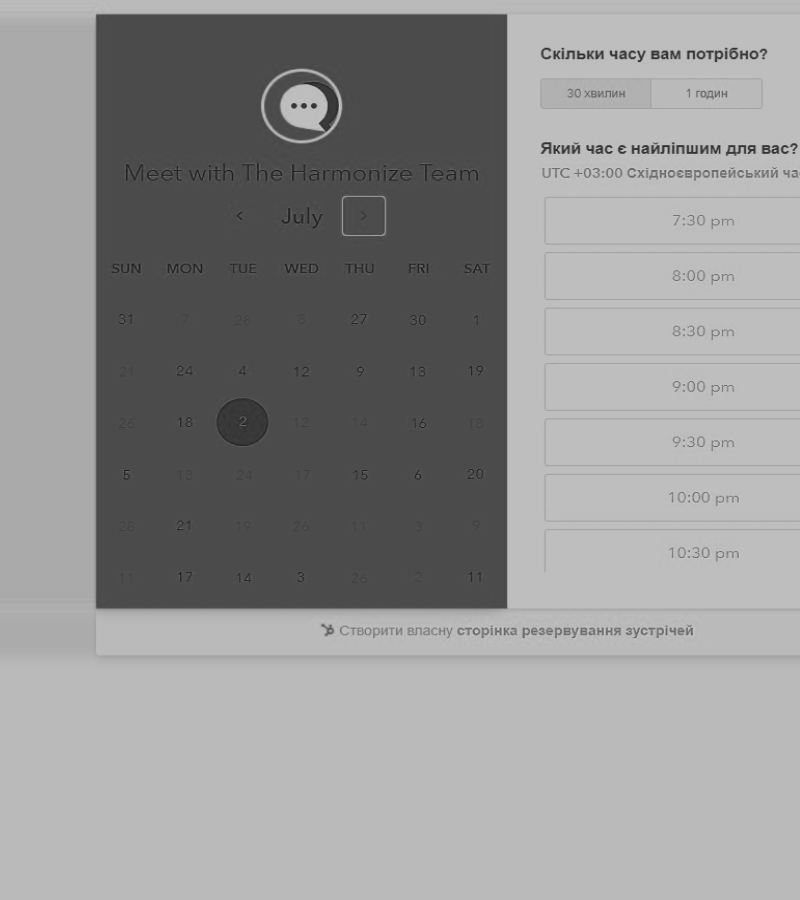 Meet with The Harmonize Team
July
SUN MON TUE WED THU FRI SAT
31 7 28 27 30 1
21 24 4 12 9 13 19
26 18 2 12 14 16 18
5 18 24 17 15 6 20
28 21 19 26 11 3 9
11 17 14 3 26 2 11
Скільки часу вам потрібно?
30 хвилин 1 годин
Який час є найліпшим для вас?
UTC +03:00 Східноєвропейський
7:30 pm
8:00 pm
8:30 pm
9:00 pm
9:30 pm
10:00 pm
10:30 pm
Створити власну сторінка резервування зустрічей